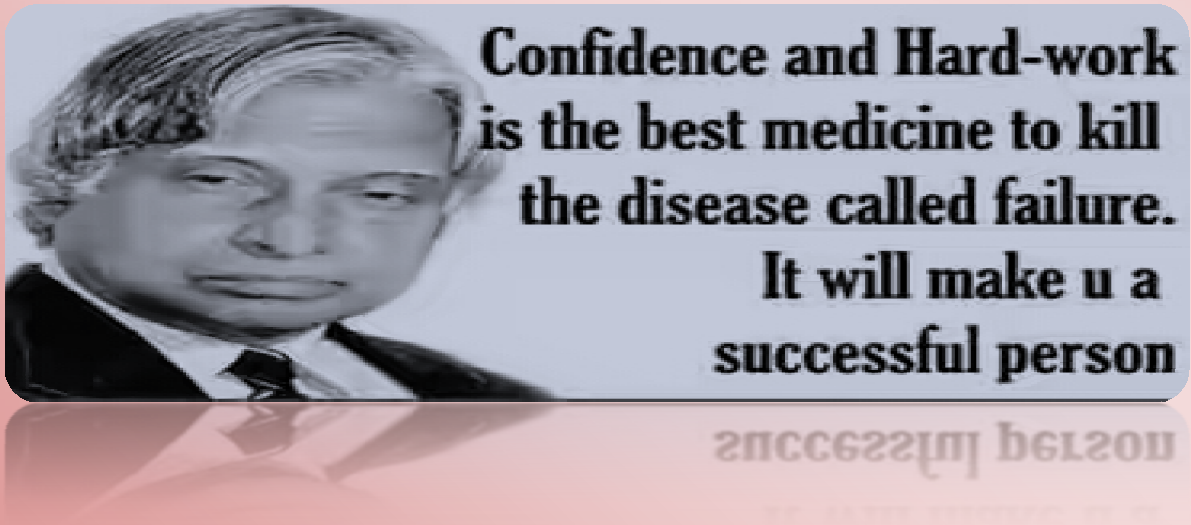 Confidence and Hard-work
is the best medicine to kill
the disease called failure.
It will make u a
successful person